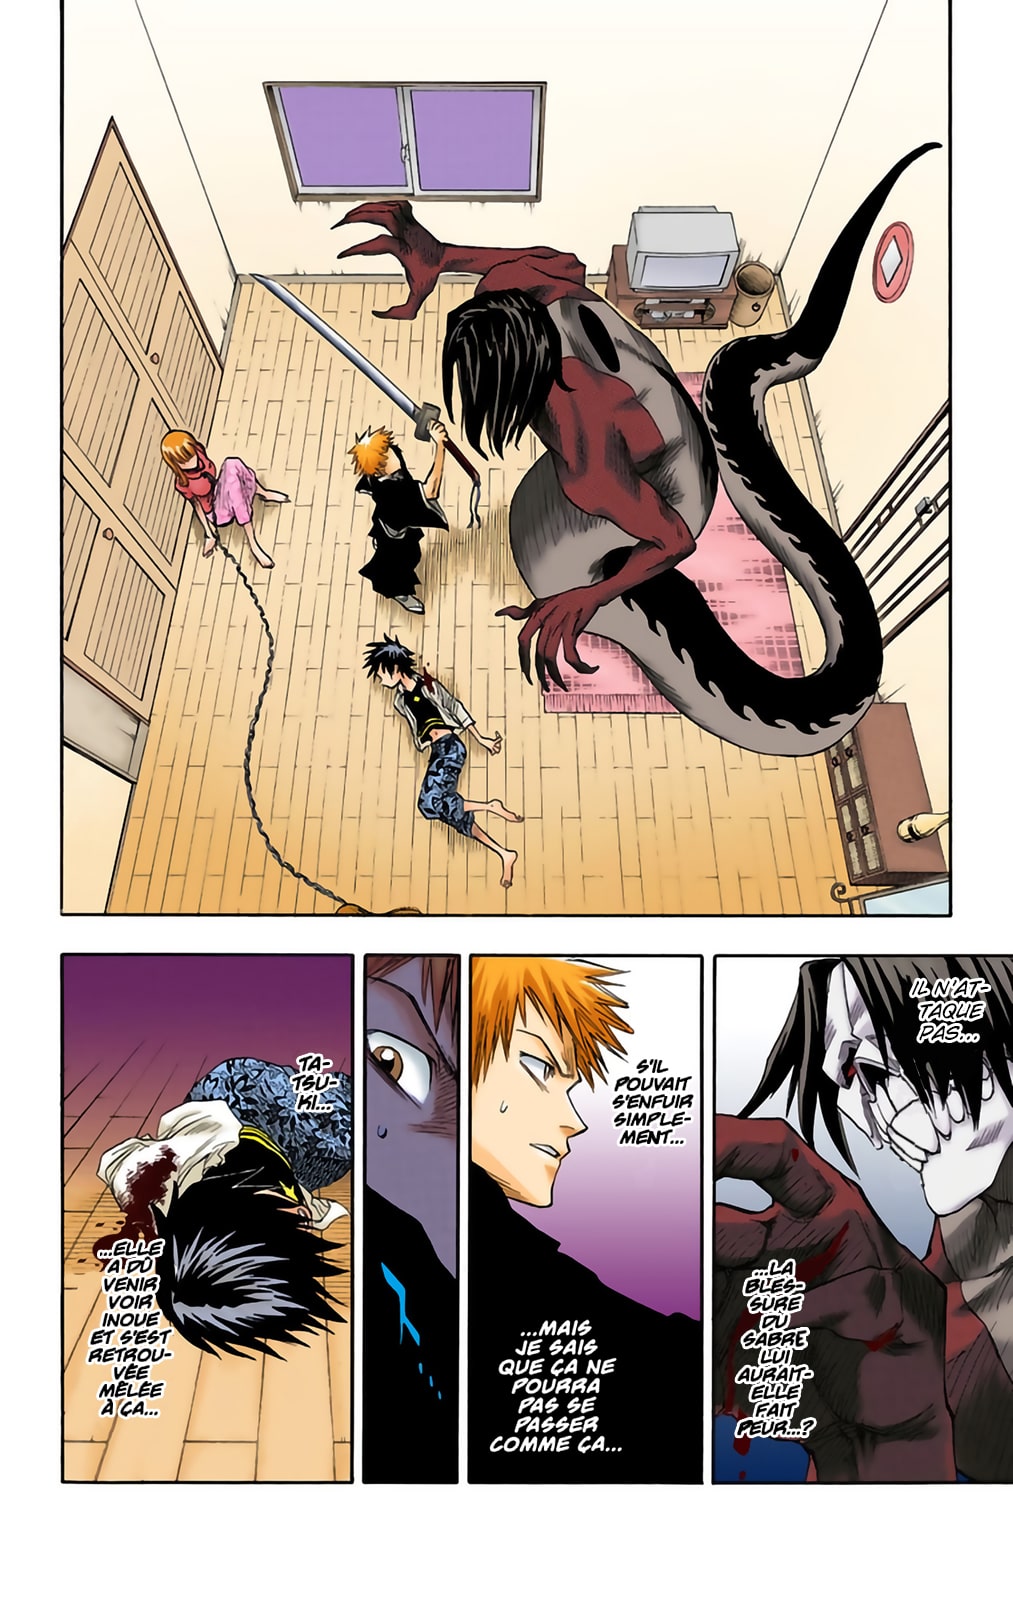 IL N'AT-
TAQUE
PAS...
...LA
BLES-
SURE
DÛ
SABRE
LUI
AURAIT-
ELLE
FAIT
PEUR...?
S'IL
POUVAIT
S'ENFUIR
SIMPLE-
MENT...
...MAIS
JE SAIS
QUE ÇA NE
POURRA
PAS SE
PASSER
COMME ÇA...
TA-
TSU-
KI...
...ELLE
A DÛ
VENIR
VOIR
INOUE
ET S'EST
RETROU-
VÉE
MÊLÉE
À ÇA...